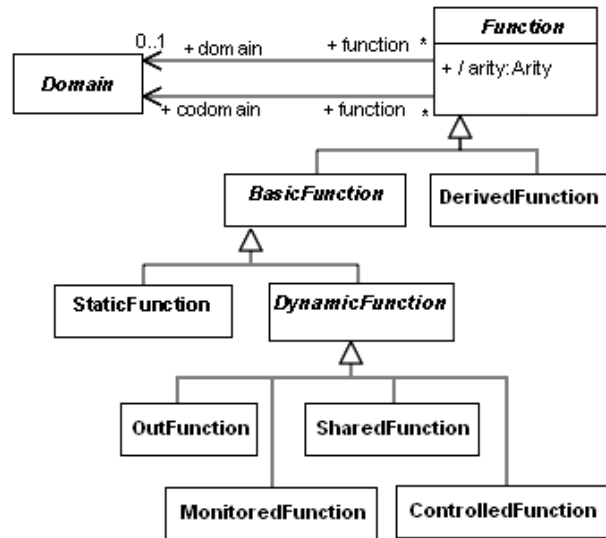 Function
0..1
+ domain
+ function
*
+ / arity:Arity
Domain
+ codomain
+ function
*
BasicFunction
DerivedFunction
StaticFunction
DynamicFunction
OutFunction
SharedFunction
MonitoredFunction
ControlledFunction